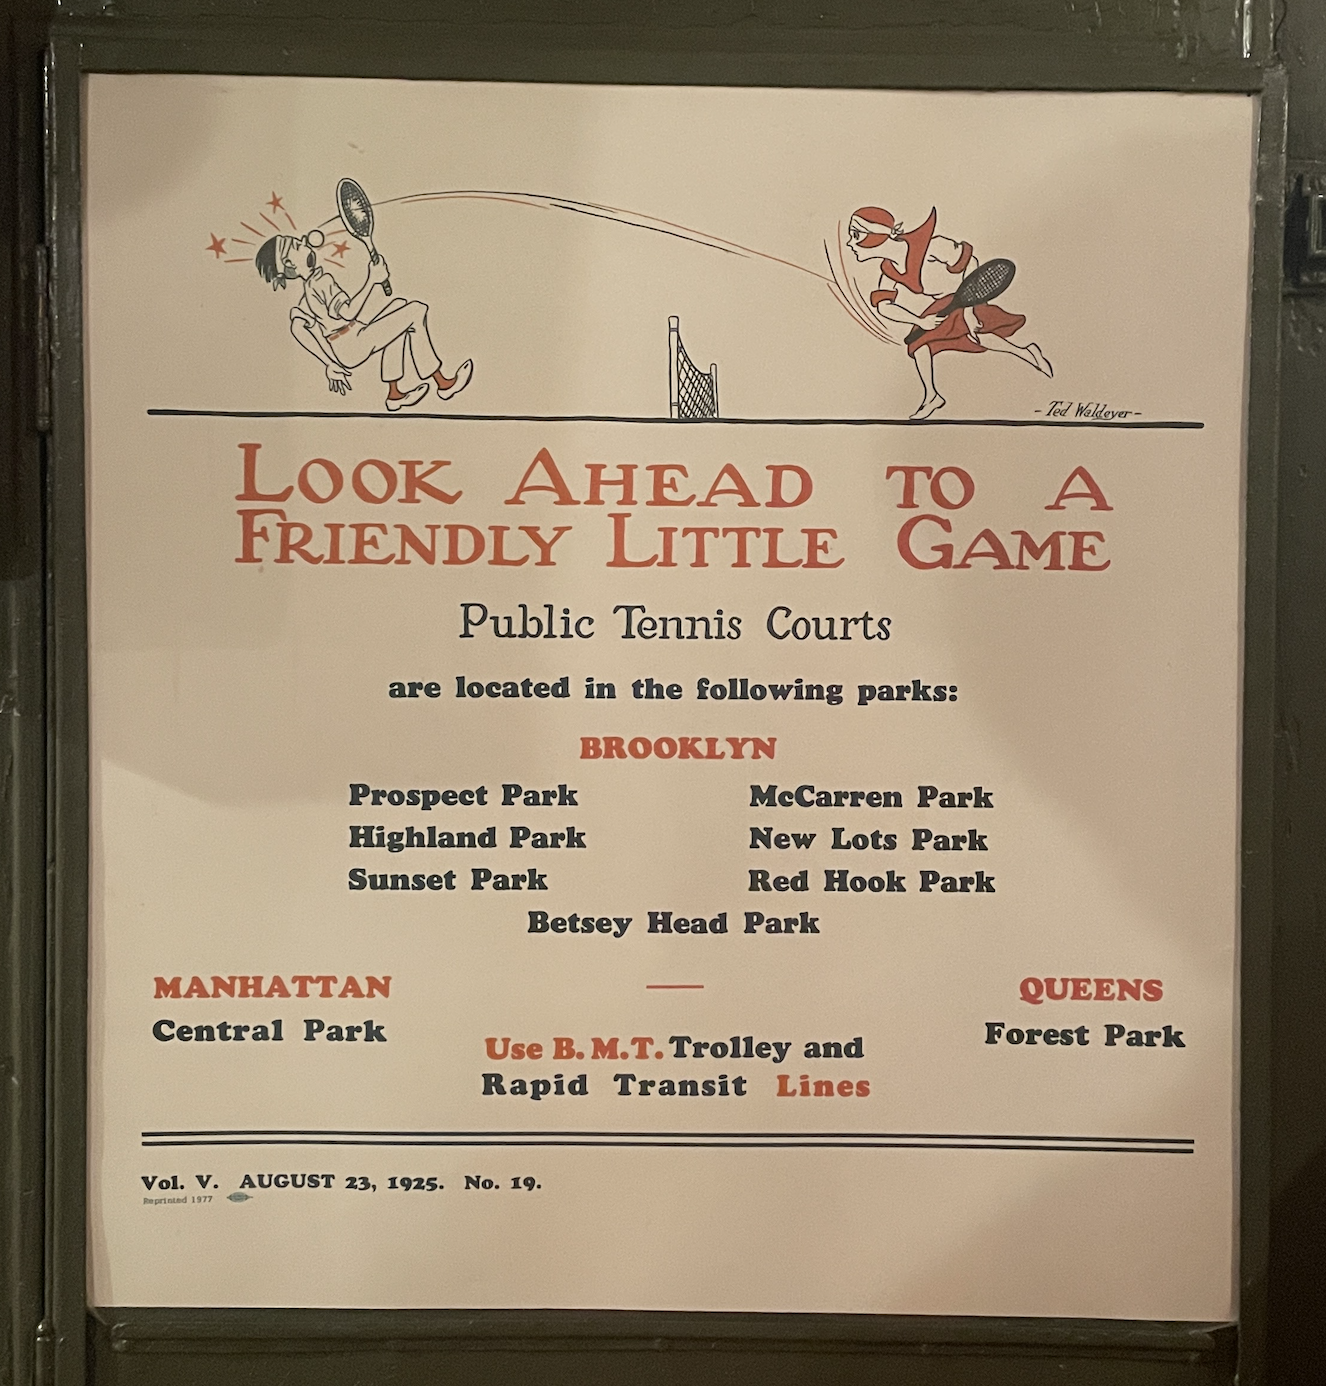 - Ted Waldeyer -
LOOK AHEAD TO A
FRIENDLY LITTLE GAME
Public Tennis Courts
are located in the following parks:
BROOKLYN
Prospect Park McCarren Park
Highland Park New Lots Park
Sunset Park Red Hook Park
Betsey Head Park
MANHATTAN QUEENS
Central Park Forest Park
Use B.M.T. Trolley and
Rapid Transit Lines
Vol. V. AUGUST 23, 1925. No. 19.
Reprinted 1977